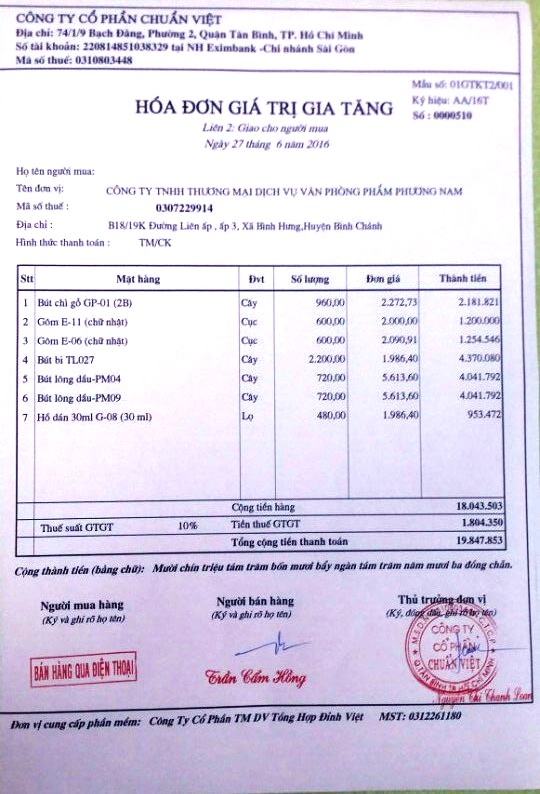 CÔNG TY CỔ PHẦN CHUẨN VIỆT
Địa chỉ: 74/1/9 Bạch Đằng, Phường 2, Quận Tân Bình, TP. Hồ Chí Minh
Số tài khoản: 220814851038329 tại NH Eximbank -Chi nhánh Sài Gòn
Mã số thuế: 0310803448
Mẫu số: 01GTKT2/001
HÓA ĐƠN GIÁ TRỊ GIA TĂNG
Ký hiệu: AA/16T
Liên 2: Giao cho người mua
Số : 0000510
Ngày 27 tháng 6 năm 2016
Họ tên người mua:
Tên đơn vị: CÔNG TY TNHH THƯƠNG MẠI DỊCH VỤ VĂN PHÒNG PHẨM PHƯƠNG NAM
Mã số thuế : 0307229914
Địa chỉ : B18/19K Đường Liên ấp , ấp 3, Xã Bình Hưng,Huyện Bình Chánh
Hình thức thanh toán : TM/CK
Stt Mặt hàng Đvt Số lượng Đơn giá Thành tiền
1 Bút chì gỗ GP-01 (2B) Cây 960,00 2.272,73 2.181.821
2 Gôm E-11 (chữ nhật) Cục 600,00 2.000,00 1.200.000
3 Gôm E-06 (chữ nhật) Cục 600,00 2.090,91 1.254.546
4 Bút bi TL027 Cây 2.200,00 1.986,40 4.370.080
5 Bút lông dầu-PM04 Cây 720,00 5.613,60 4.041.792
6 Bút lông dầu-PM09 Cây 720,00 5.613,60 4.041.792
7 Hồ dán 30ml G-08 (30 ml) Lọ 480,00 1.986,40 953.472
Cộng tiền hàng 18.043.503
Thuế suất GTGT 10% Tiền thuế GTGT 1.804.350
Tổng cộng tiền thanh toán 19.847.853
Cộng thành tiền (bằng chữ): Mười chín triệu tám trăm bốn mươi bẩy ngàn tám trăm năm mươi ba đồng chẵn.
Người mua hàng Người bán hàng Thủ trưởng đơn vị
(Ký và ghi rõ họ tên) (Ký và ghi rõ họ tên) (Ký, đóng dấu, ghi rõ họ tên)
CÔNG TY
CỔ PHẦN
CHUẨN VIỆT
BÁN HÀNG QUA ĐIỆN THOẠI
Trần Cẩm Hồng
Nguyễn Thị Thanh Loan
Đơn vị cung cấp phần mềm: Công Ty Cổ Phần TM DV Tổng Hợp Đỉnh Việt MST: 0312261180